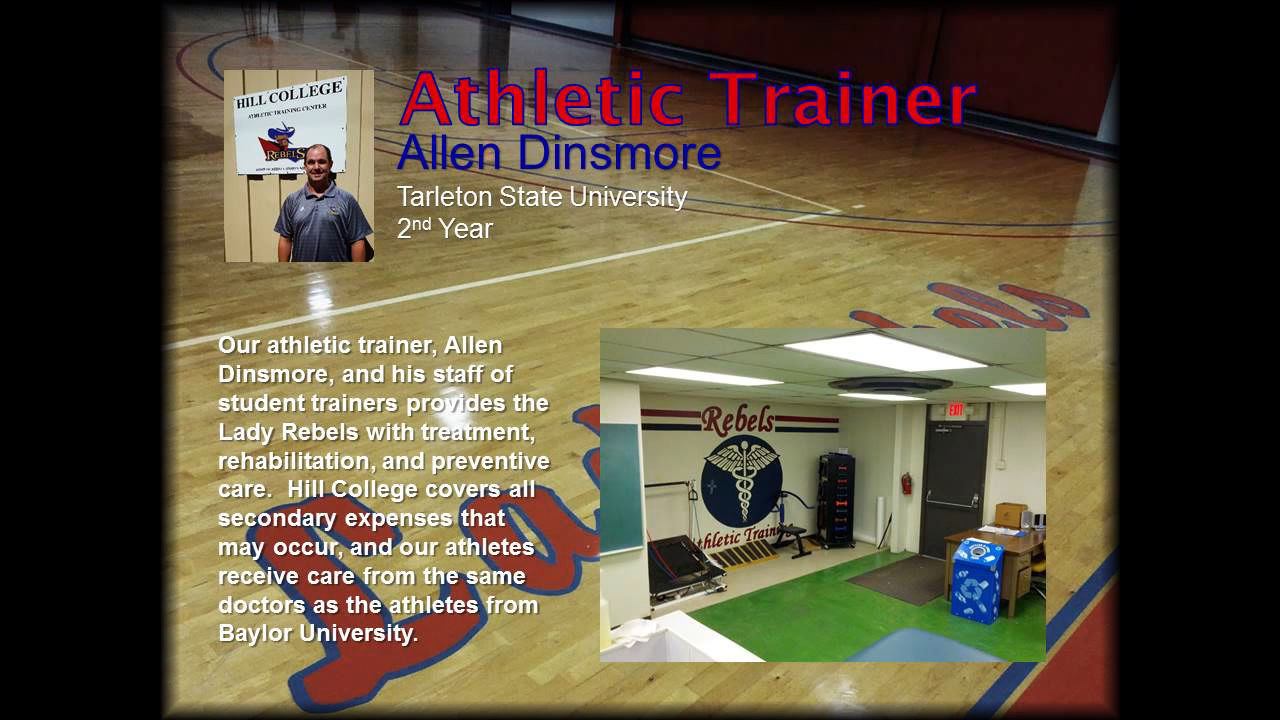 Athletic Trainer
Allen Dinsmore
Tarleton State University
2nd Year
HILL COLLEGE
ATHLETIC TRAINING CENTER
REBELS
Our athletic trainer, Allen
Dinsmore, and his staff of
student trainers provides the
Lady Rebels with treatment,
rehabilitation, and preventive
care.  Hill College covers all
secondary expenses that
may occur, and our athletes
receive care from the same
doctors as the athletes from
Baylor University.
Rebels
Athletic Training
EXIT